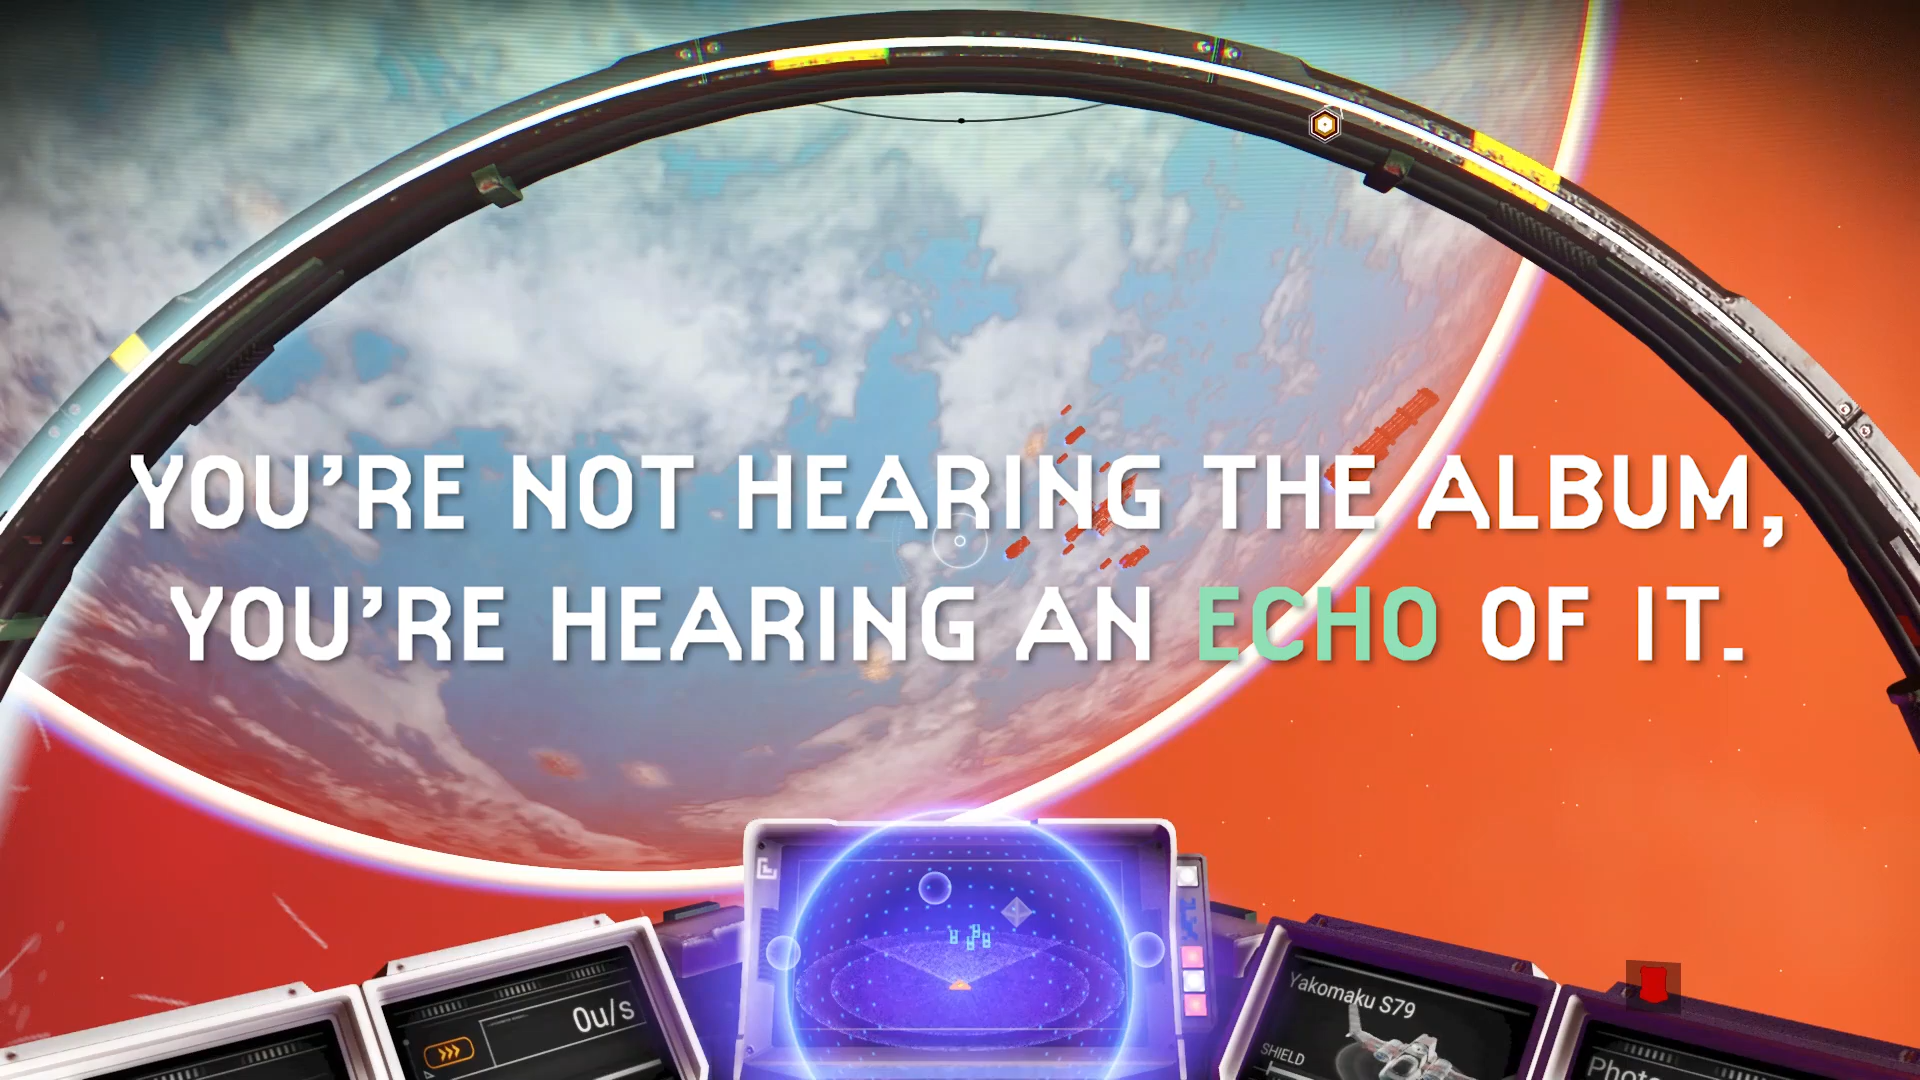 YOU'RE NOT HEARING THE ALBUM,
YOU'RE HEARING AN ECHO OF IT.
0u/s
Yakomaku S79
SHIELD